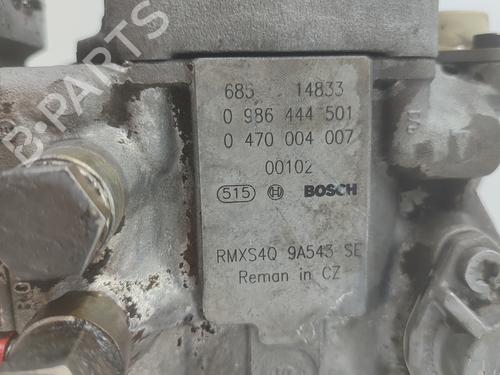 685 14833
0 986 444 501
0 470 004 007
00102
515 BOSCH
RMXS4Q 9A543 SE
Reman in CZ
B-PARTS